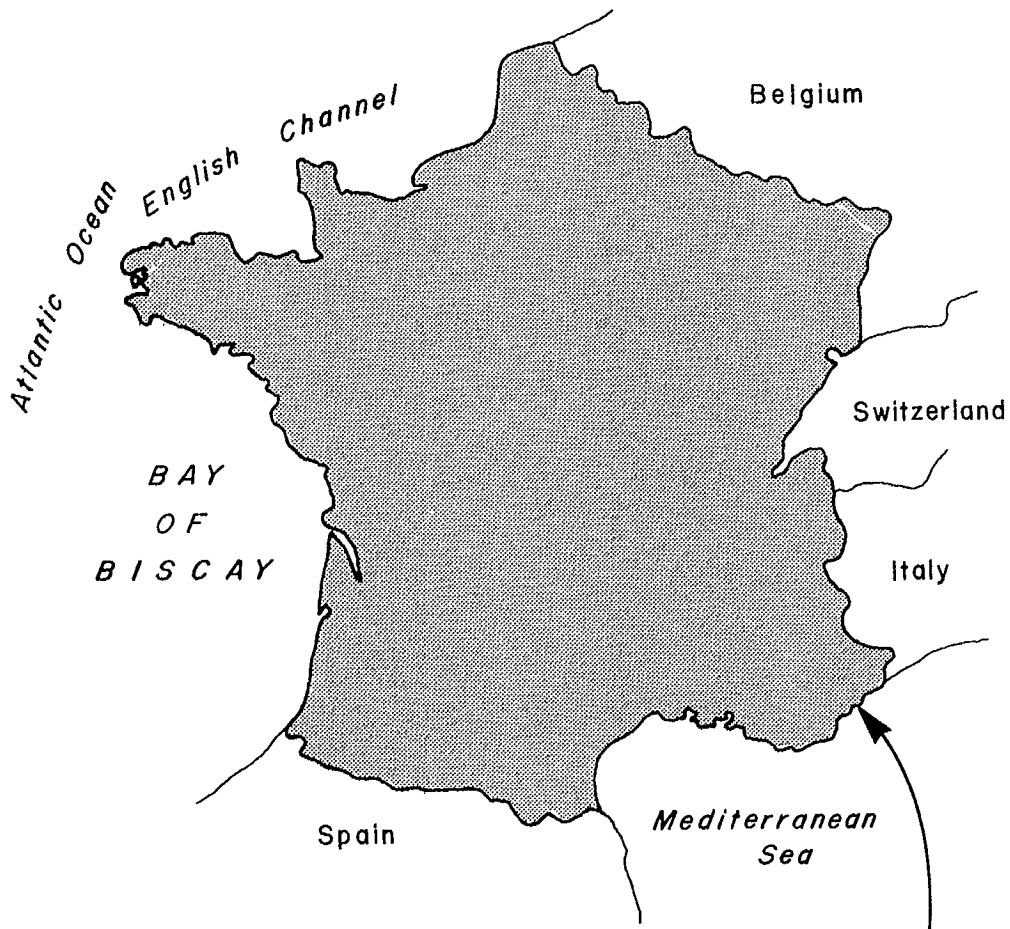 Belgium
English Channel
Atlantic Ocean
Switzerland
BAY
OF
BISCAY
Italy
Spain
Mediterranean
Sea